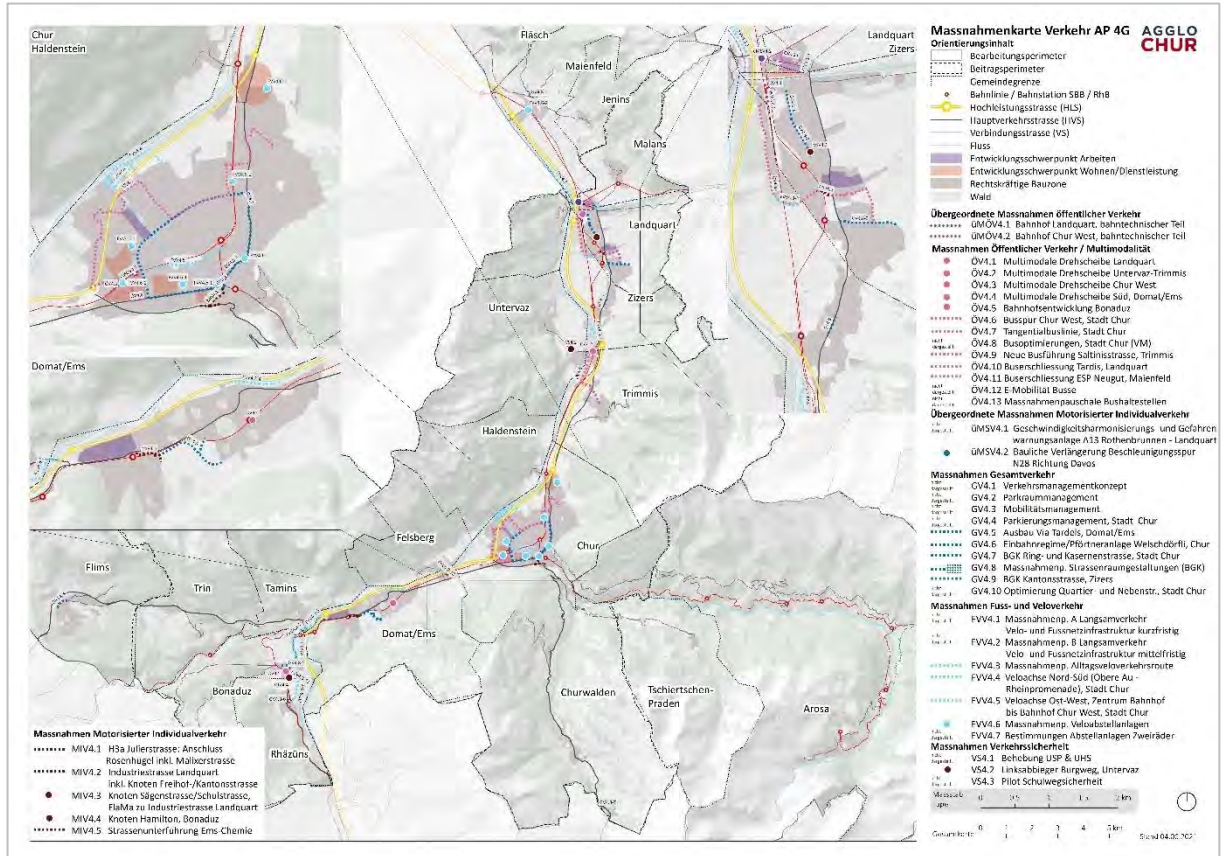 Massnahmenkarte Verkehr AP 4G
AGGLO
CHUR
Orientierungsinhalt
Bearbeitungsperimeter
Beitragsperimeter
Gemeindegrenze
Bahnlinie / Bahnstation SBB / RhB
Hochleistungsstrasse (HLS)
Hauptverkehrsstrasse (HVS)
Verbindungsstrasse (VS)
Fluss
Entwicklungsschwerpunkt Arbeiten
Entwicklungsschwerpunkt Wohnen/Dienstleistung
Rechtskräftige Bauzone
Wald
Übergeordnete Massnahmen öffentlicher Verkehr
üMÖV4.1 Bahnhof Landquart, bahntechnischer Teil
üMÖV4.2 Bahnhof Chur West, bahntechnischer Teil
Massnahmen Öffentlicher Verkehr / Multimodalität
ÖV4.1 Multimodale Drehscheibe Landquart
ÖV4.2 Multimodale Drehscheibe Untervaz-Trimmis
ÖV4.3 Multimodale Drehscheibe Chur West
ÖV4.4 Multimodale Drehscheibe Süd, Domat/Ems
ÖV4.5 Bahnhofsentwicklung Bonaduz
ÖV4.6 Busspur Chur West, Stadt Chur
ÖV4.7 Tangentialbuslinie, Stadt Chur
ÖV4.8 Busoptimierungen, Stadt Chur (VM)
ÖV4.9 Neue Busführung Saltinisstrasse, Trimmis
ÖV4.10 Buserschliessung Tardis, Landquart
ÖV4.11 Buserschliessung ESP Neugut, Maienfeld
ÖV4.12 E-Mobilität Busse
ÖV4.13 Massnahmenpauschale Bushaltestellen
Übergeordnete Massnahmen Motorisierter Individualverkehr
üMSV4.1 Geschwindigkeitsharmonisierungs- und Gefahren
warnungsanlage A13 Rothenbrunnen - Landquart
üMSV4.2 Bauliche Verlängerung Beschleunigungsspur
N28 Richtung Davos
Massnahmen Gesamtverkehr
GV4.1 Verkehrsmanagementkonzept
GV4.2 Parkraummanagement
GV4.3 Mobilitätsmanagement
GV4.4 Parkierungsmanagement, Stadt Chur
GV4.5 Ausbau Via Tardels, Domat/Ems
GV4.6 Einbahnregime/Pförtneranlage Welschdörfli, Chur
GV4.7 BGK Ring- und Kasernenstrasse, Stadt Chur
GV4.8 Massnahmenp. Strassenraumgestaltungen (BGK)
GV4.9 BGK Kantonsstrasse, Zizers
GV4.10 Optimierung Quartier- und Nebenstr., Stadt Chur
Massnahmen Fuss- und Veloverkehr
FVV4.1 Massnahmenp. A Langsamverkehr
Velo- und Fussnetzinfrastruktur kurzfristig
FVV4.2 Massnahmenp. B Langsamverkehr
Velo- und Fussnetzinfrastruktur mittelfristig
FVV4.3 Massnahmenp. Alltagsveloverkehrsroute
FVV4.4 Veloachse Nord-Süd (Obere Au -
Rheinpromenade), Stadt Chur
FVV4.5 Veloachse Ost-West, Zentrum Bahnhof
bis Bahnhof Chur West, Stadt Chur
FVV4.6 Massnahmenp. Veloabstellanlagen
FVV4.7 Bestimmungen Abstellanlagen Zweiräder
Massnahmen Verkehrssicherheit
VS4.1 Behebung USP & UHS
VS4.2 Linksabbieger Burgweg, Untervaz
VS4.3 Pilot Schulwegsicherheit
0 0.5 1 1.5 2 km
Gesamtkarte 0 1 2 3 4 5 km
Chur
Haldenstein
Domat/Ems
Landquart
Zizers
Fläsch
Maienfeld
Jenins
Malans
Landquart
Untervaz
Zizers
Trimmis
Haldenstein
Felsberg
Chur
Flims
Trin
Tamins
Domat/Ems
Bonaduz
Churwalden
Tschiertschen-
Praden
Arosa
Rhäzüns
Massnahmen Motorisierter Individualverkehr
MIV4.1 H3a Julierstrasse: Anschluss
Rosenhügel inkl. Malixerstrasse
MIV4.2 Industriestrasse Landquart
inkl. Knoten Freihof-/Kantonsstrasse
MIV4.3 Knoten Sägenstrasse/Schulstrasse,
FlaMa zu Industriestrasse Landquart
MIV4.4 Knoten Hamilton, Bonaduz
MIV4.5 Strassenunterführung Ems-Chemie